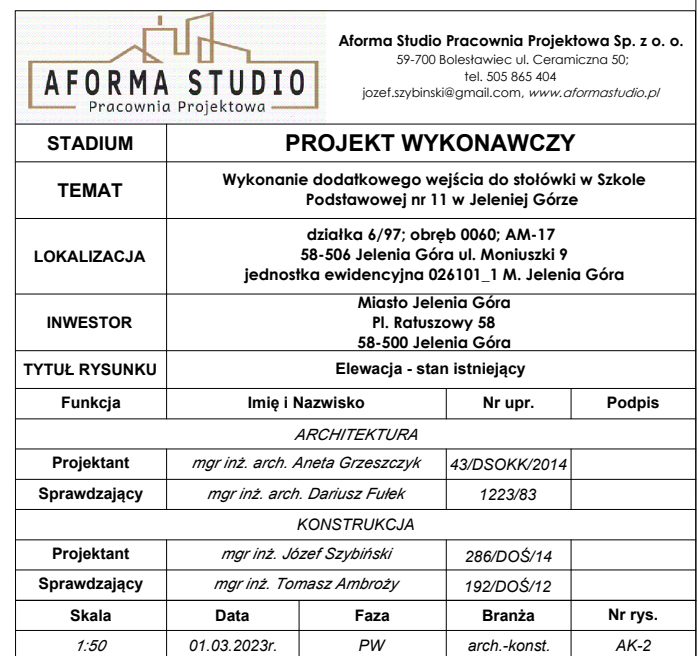 AFORMA STUDIO
Pracownia Projektowa
Aforma Studio Pracownia Projektowa Sp. z o. o.
59-700 Bolesławiec ul. Ceramiczna 50;
tel. 505 865 404
jozef.szybinski@gmail.com, www.aformastudio.pl
STADIUM PROJEKT WYKONAWCZY
TEMAT
Wykonanie dodatkowego wejścia do stołówki w Szkole
Podstawowej nr 11 w Jeleniej Górze
LOKALIZACJA
działka 6/97; obręb 0060; AM-17
58-506 Jelenia Góra ul. Moniuszki 9
jednostka ewidencyjna 026101_1 M. Jelenia Góra
INWESTOR
Miasto Jelenia Góra
Pl. Ratuszowy 58
58-500 Jelenia Góra
TYTUŁ RYSUNKU Elewacja - stan istniejący
Funkcja Imię i Nazwisko Nr upr. Podpis
ARCHITEKTURA
Projektant mgr inż. arch. Aneta Grzeszczyk 43/DSOKK/2014
Sprawdzający mgr inż. arch. Dariusz Fułek 1223/83
KONSTRUKCJA
Projektant mgr inż. Józef Szybiński 286/DOŚ/14
Sprawdzający mgr inż. Tomasz Ambroży 192/DOŚ/12
Skala Data Faza Branża Nr rys.
1:50 01.03.2023r. PW arch.-konst. AK-2